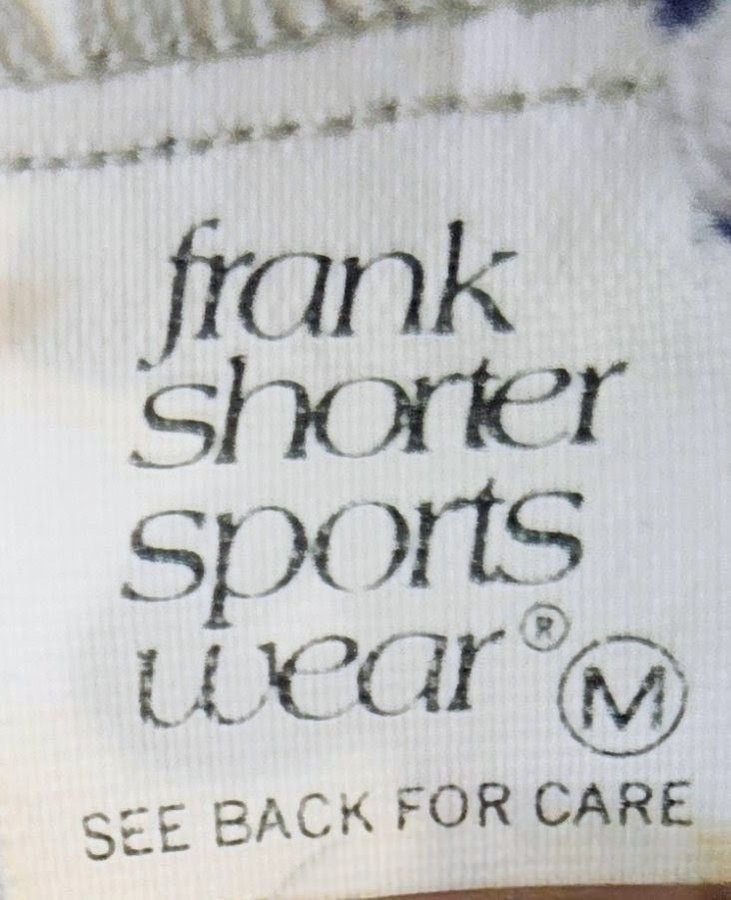 frank
shorter
sports
wear® M
SEE BACK FOR CARE